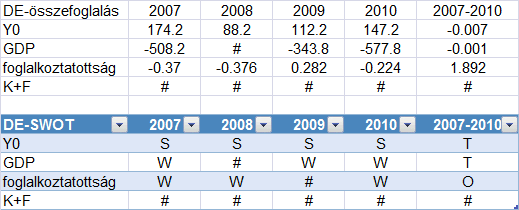 DE-összefoglalás 2007 2008 2009 2010 2007-2010
Y0 174.2 88.2 112.2 147.2 -0.007
GDP -508.2 # -343.8 -577.8 -0.001
foglalkoztatottság -0.37 -0.376 0.282 -0.224 1.892
K+F # # # # #
DE-SWOT 2007 2008 2009 2010 2007-2010
Y0 S S S S T
GDP W # W W T
foglalkoztatottság W W # W O
K+F # # # # #